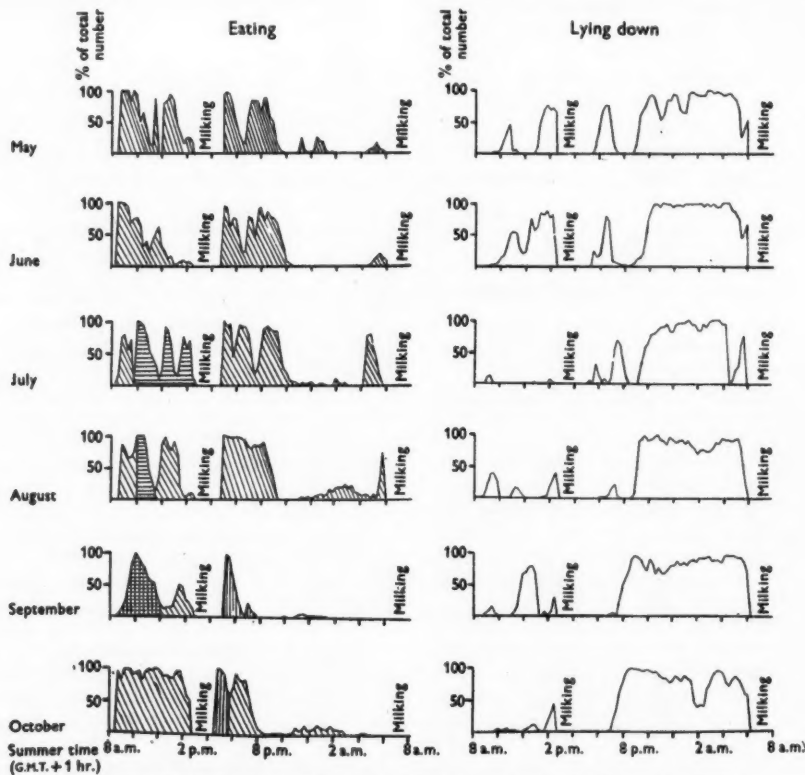 Eating
Lying down
% of total number
% of total number
May
100
50
Milking
Milking
100
50
Milking
Milking
June
100
50
Milking
Milking
100
50
Milking
Milking
July
100
50
Milking
Milking
100
50
Milking
Milking
August
100
50
Milking
Milking
100
50
Milking
Milking
September
100
50
Milking
Milking
100
50
Milking
Milking
October
100
50
Milking
Milking
100
50
Milking
Milking
Summer time
(G.M.T. + 1 hr.)
8 a.m.
2 p.m.
8 p.m.
2 a.m.
8 a.m.
8 a.m.
2 p.m.
8 p.m.
2 a.m.
8 a.m.